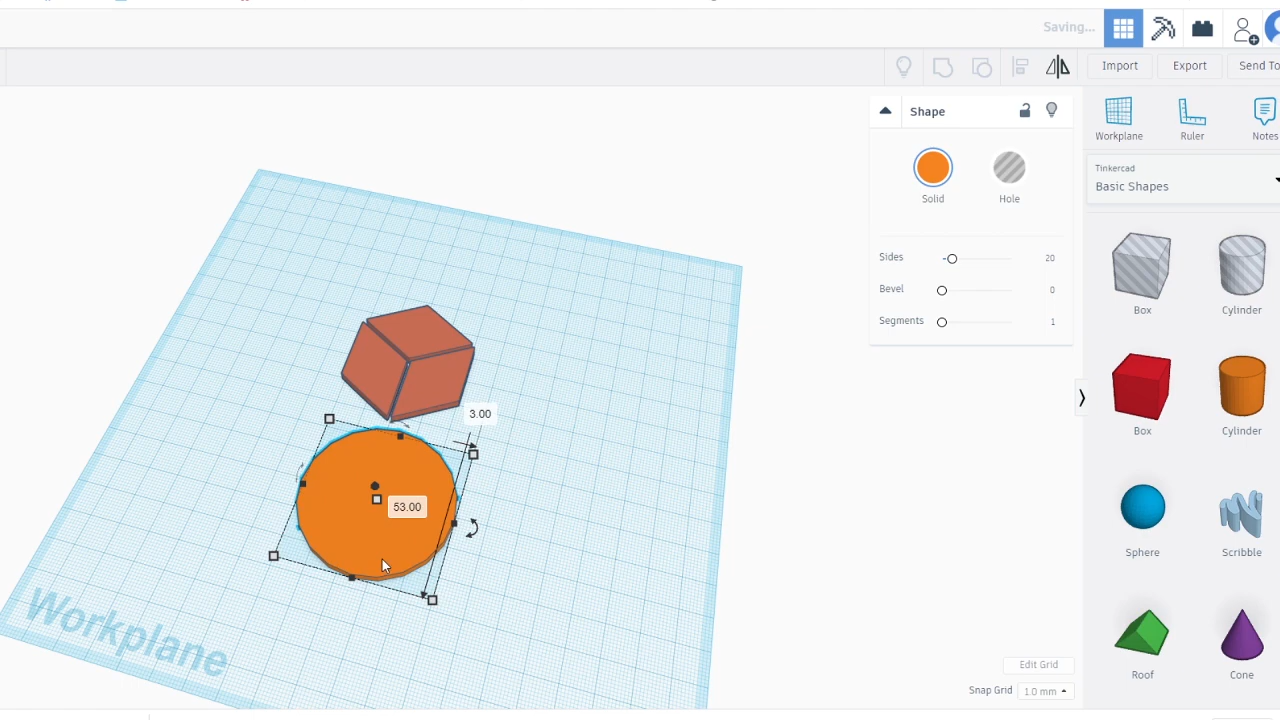 Saving...
Import
Export
Send To
Shape
Workplane
Ruler
Notes
Tinkercad
Basic Shapes
Solid
Hole
Sides
20
Bevel
0
Segments
1
Box
Cylinder
Box
Cylinder
3.00
53.00
Sphere
Scribble
Workplane
Roof
Cone
Edit Grid
Snap Grid
1.0 mm